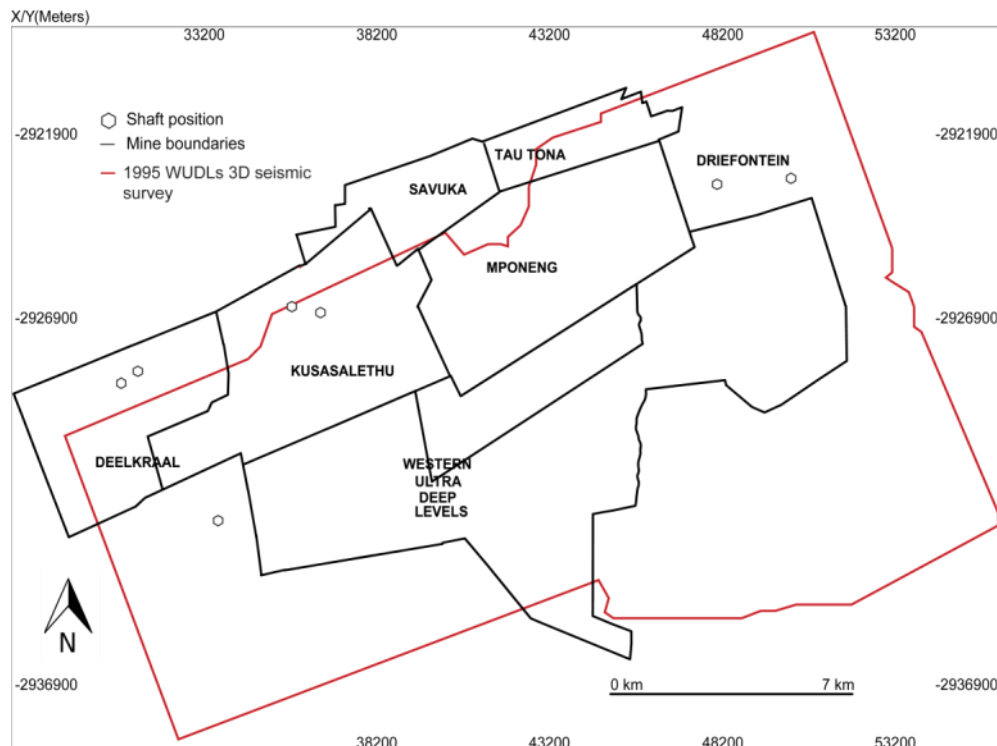 X/Y(Meters)
33200 38200 43200 48200 53200
-2921900 -2921900
Shaft position
Mine boundaries
1995 WUDLs 3D seismic
survey
TAU TONA
DRIEFONTEIN
SAVUKA
MPONENG
-2926900 -2926900
KUSASALETHU
DEELKRAAL
WESTERN
ULTRA
DEEP
LEVELS
N
-2936900 -2936900
0 km 7 km
38200 43200 48200 53200